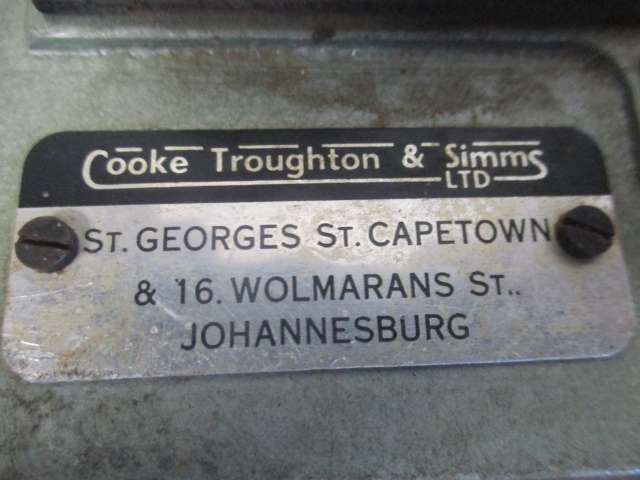 Cooke Troughton & Simms
LTD
ST. GEORGES ST. CAPETOWN
& 16. WOLMARANS ST..
JOHANNESBURG